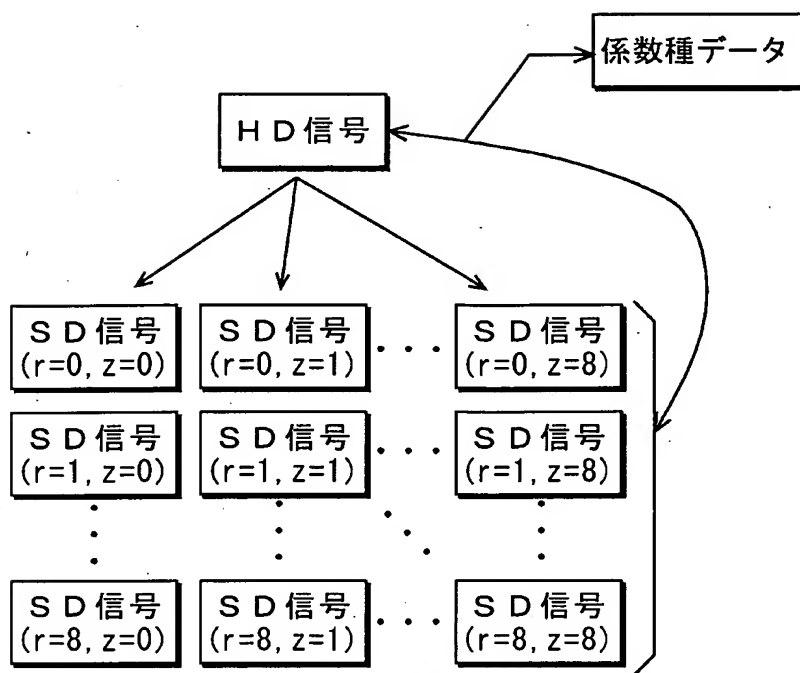 係数種データ
ＨＤ信号
ＳＤ信号
(r=0, z=0)
ＳＤ信号
(r=0, z=1)
・・・
ＳＤ信号
(r=0, z=8)
ＳＤ信号
(r=1, z=0)
ＳＤ信号
(r=1, z=1)
・・・
ＳＤ信号
(r=1, z=8)
ＳＤ信号
(r=8, z=0)
ＳＤ信号
(r=8, z=1)
・・・
ＳＤ信号
(r=8, z=8)